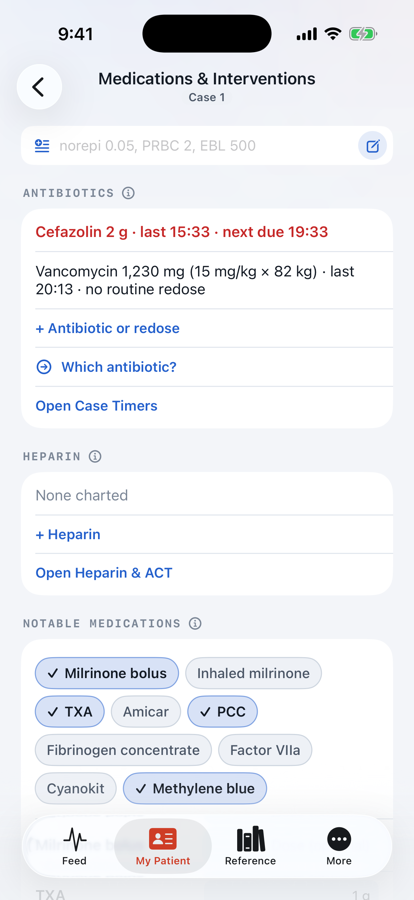 9:41
Medications & Interventions
Case 1
norepi 0.05, PRBC 2, EBL 500
ANTIBIOTICS
Cefazolin 2 g · last 15:33 · next due 19:33
Vancomycin 1,230 mg (15 mg/kg × 82 kg) · last
20:13 · no routine redose
+ Antibiotic or redose
Which antibiotic?
Open Case Timers
HEPARIN
None charted
+ Heparin
Open Heparin & ACT
NOTABLE MEDICATIONS
✓ Milrinone bolus
Inhaled milrinone
✓ TXA
Amicar
✓ PCC
Fibrinogen concentrate
Factor VIIa
Cyanokit
✓ Methylene blue
Milrinone bolus
Feed
My Patient
Reference
More
TXA
1 g